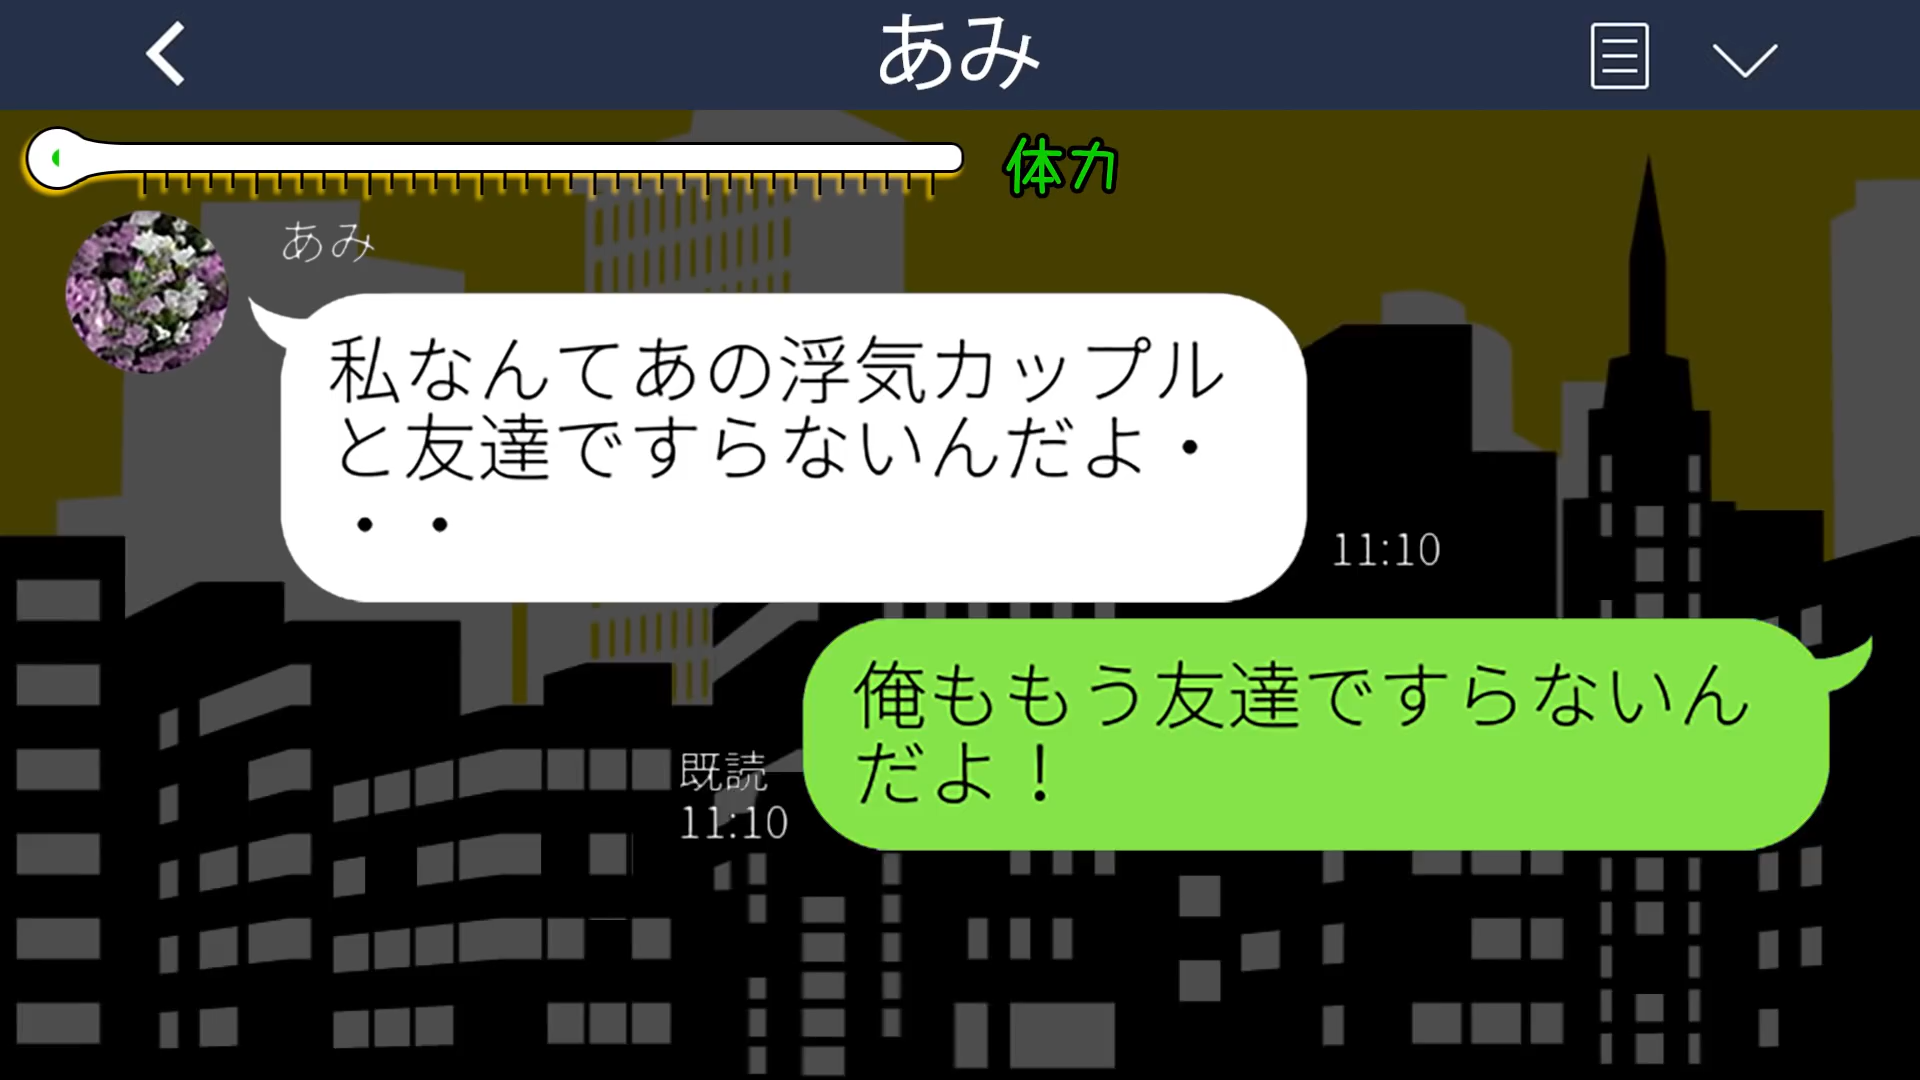 あみ
体力
あみ
私なんてあの浮気カップル
と友達ですらないんだよ・
・・
11:10
俺ももう友達ですらないん
だよ！
既読
11:10